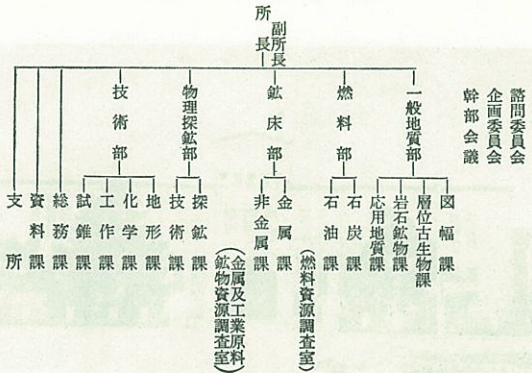 諮問委員会
企画委員会
幹部会議
所長
副所長
一般地質部
図幅課
層位古生物課
岩石鉱物課
応用地質課
燃料部
石炭課
石油課
(燃料資源調査室)
鉱床部
金属課
非金属課
(金属及工業原料
鉱物資源調査室)
物理探鉱部
探鉱課
技術課
技術部
地形課
化学課
工作課
試錐課
総務課
資料課
支所